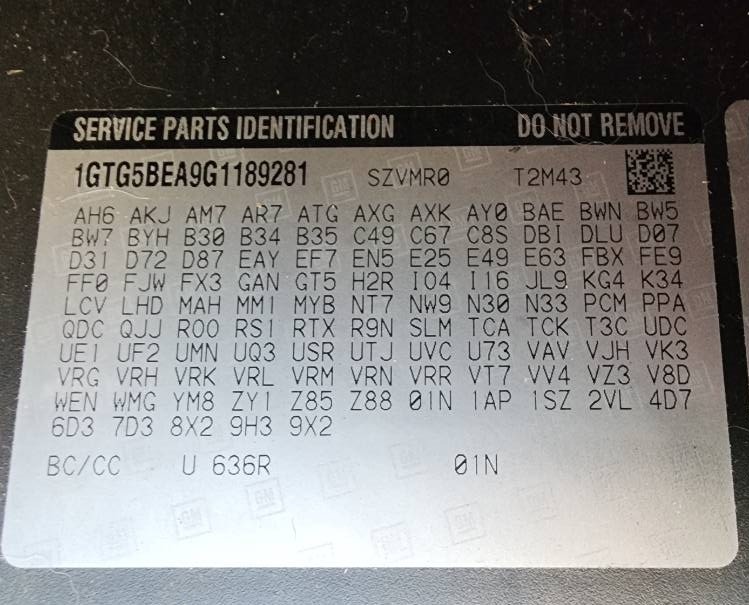 SERVICE PARTS IDENTIFICATION DO NOT REMOVE
1GTG5BEA9G1189281 SZVMR0 T2M43
AH6 AKJ AM7 AR7 ATG AXG AXK AY0 BAE BWN BW5
BW7 BYH B30 B34 B35 C49 C67 C8S DBI DLU D07
D31 D72 D87 EAY EF7 EN5 E25 E49 E63 FBX FE9
FF0 FJW FX3 GAN GT5 H2R I04 I16 JL9 KG4 K34
LCV LHD MAH MMI MYB NT7 NW9 N30 N33 PCM PPA
QDC QJJ R00 RS1 RTX R9N SLM TCA TCK T3C UDC
UE1 UF2 UMN UQ3 USR UTJ UVC U73 VAV VJH VK3
VRG VRH VRK VRL VRM VRN VRR VT7 VV4 VZ3 V8D
WEN WMG YM8 ZY1 Z85 Z88 01N 1AP 1SZ 2VL 4D7
6D3 7D3 8X2 9H3 9X2
BC/CC U 636R 01N